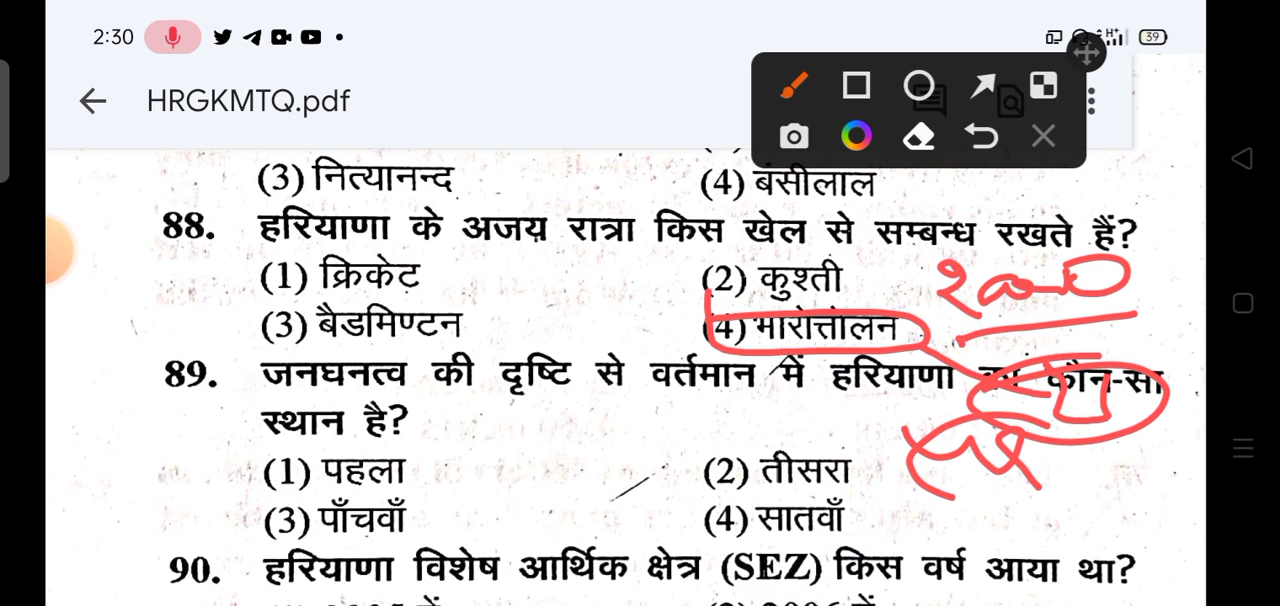 2:30 39
HRGKMTQ.pdf
(3) नित्यानन्द (4) बंसीलाल
88. हरियाणा के अजय रात्रा किस खेल से सम्बन्ध रखते हैं?
(1) क्रिकेट (2) कुश्ती
(3) बैडमिण्टन (4) भारोत्तोलन
89. जनघनत्व की दृष्टि से वर्तमान में हरियाणा का कौन-सा
स्थान है?
(1) पहला (2) तीसरा
(3) पाँचवाँ (4) सातवाँ
90. हरियाणा विशेष आर्थिक क्षेत्र (SEZ) किस वर्ष आया था?